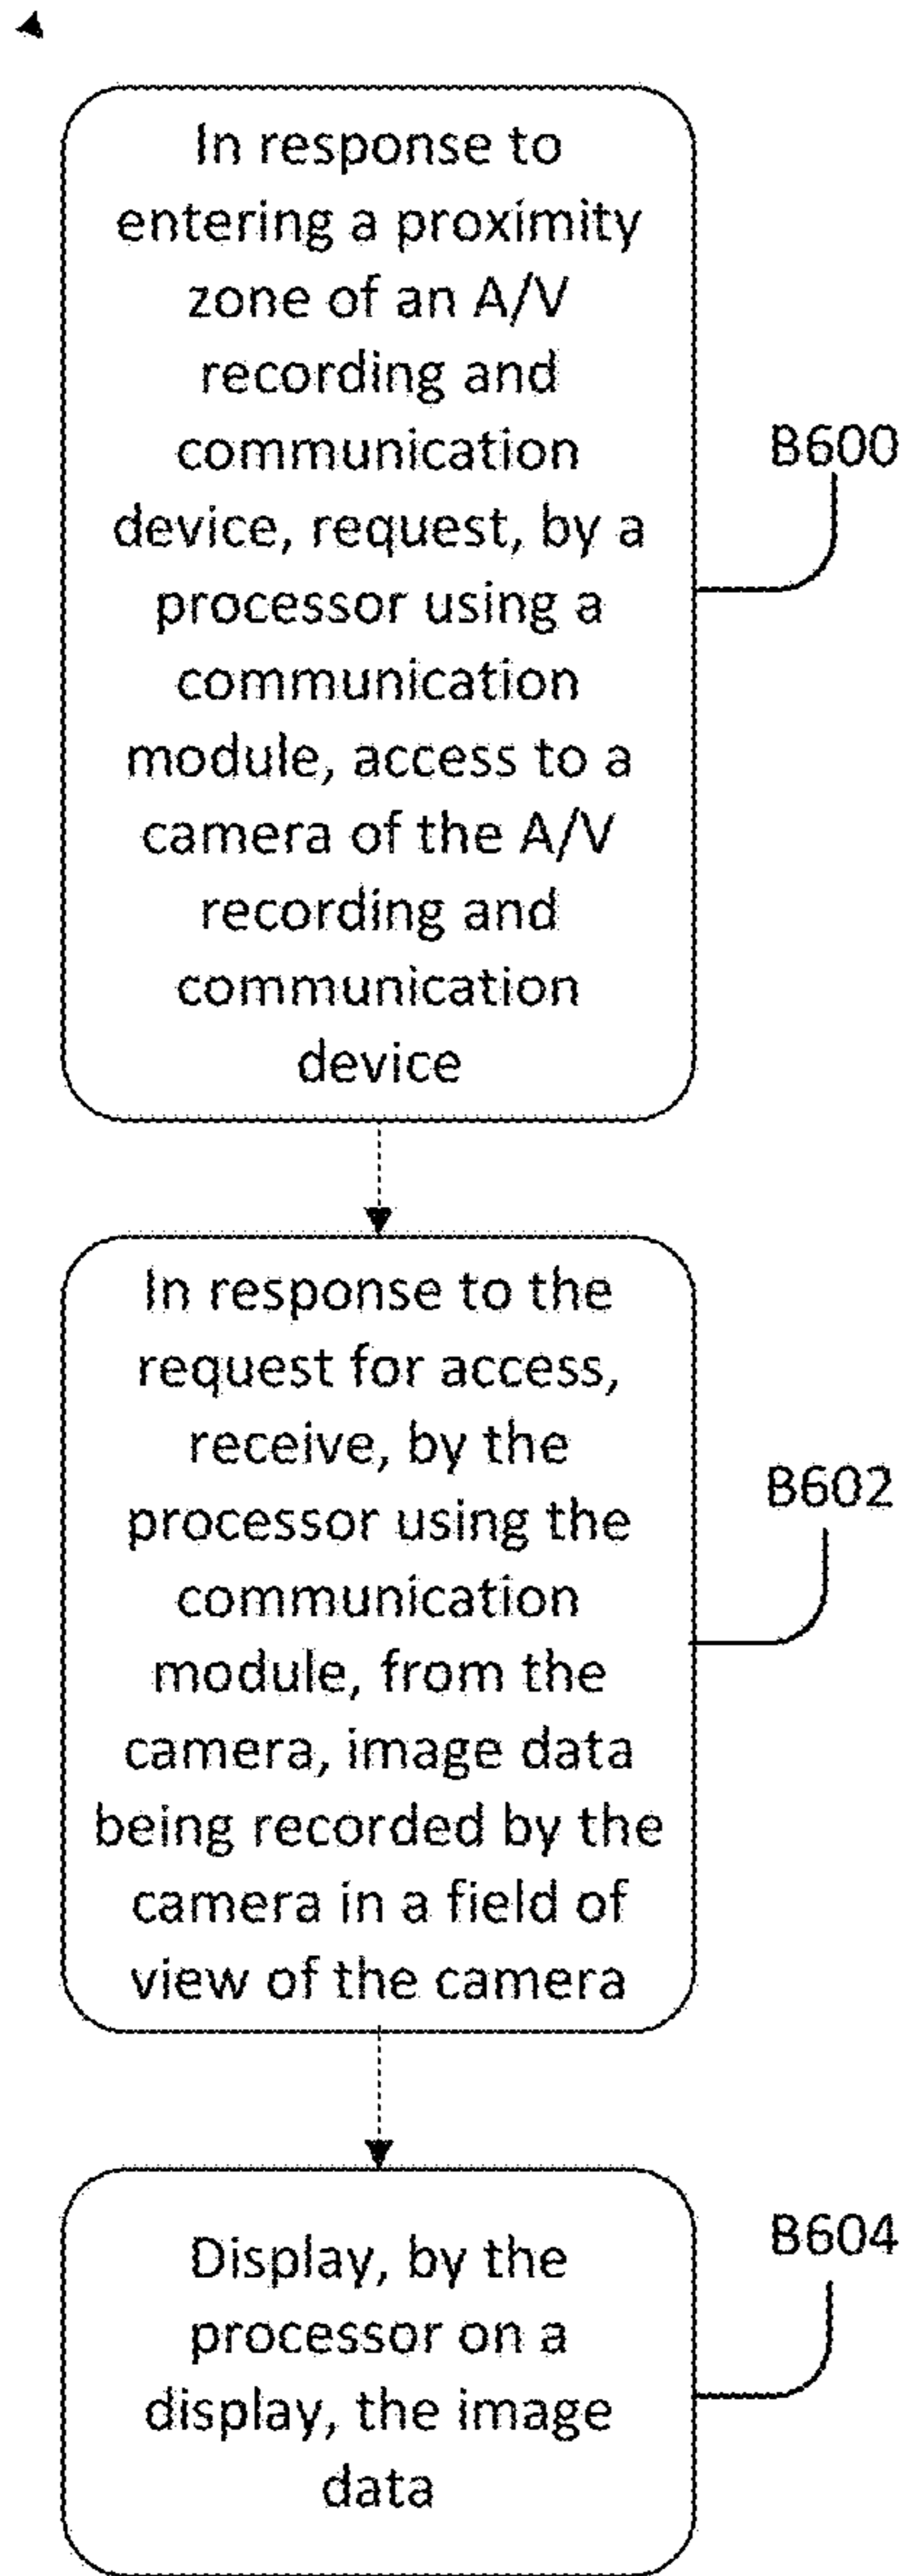 In response to
entering a proximity
zone of an A/V
recording and
communication
device, request, by a
processor using a
communication
module, access to a
camera of the A/V
recording and
communication
device
B600
In response to the
request for access,
receive, by the
processor using the
communication
module, from the
camera, image data
being recorded by the
camera in a field of
view of the camera
B602
Display, by the
processor on a
display, the image
data
B604